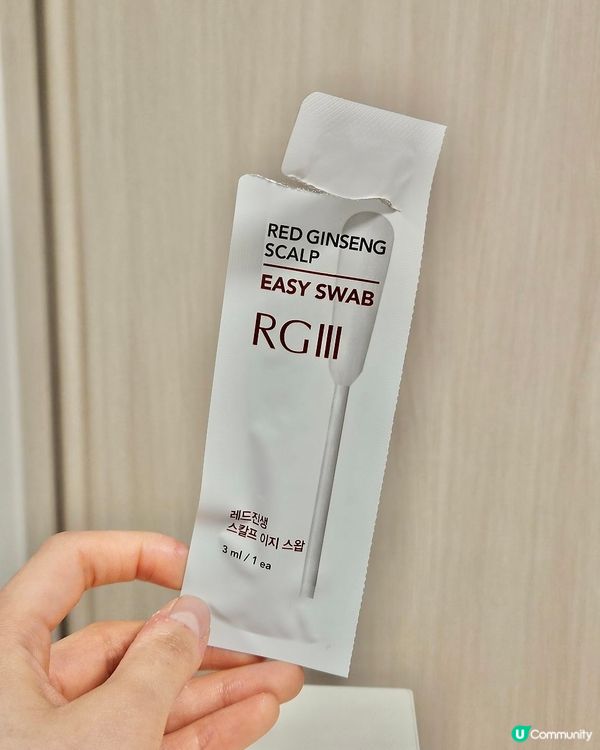 RED GINSENG
SCALP
EASY SWAB
RGIII
레드진생
스칼프 이지 스왑
3 ml / 1 ea
U Community